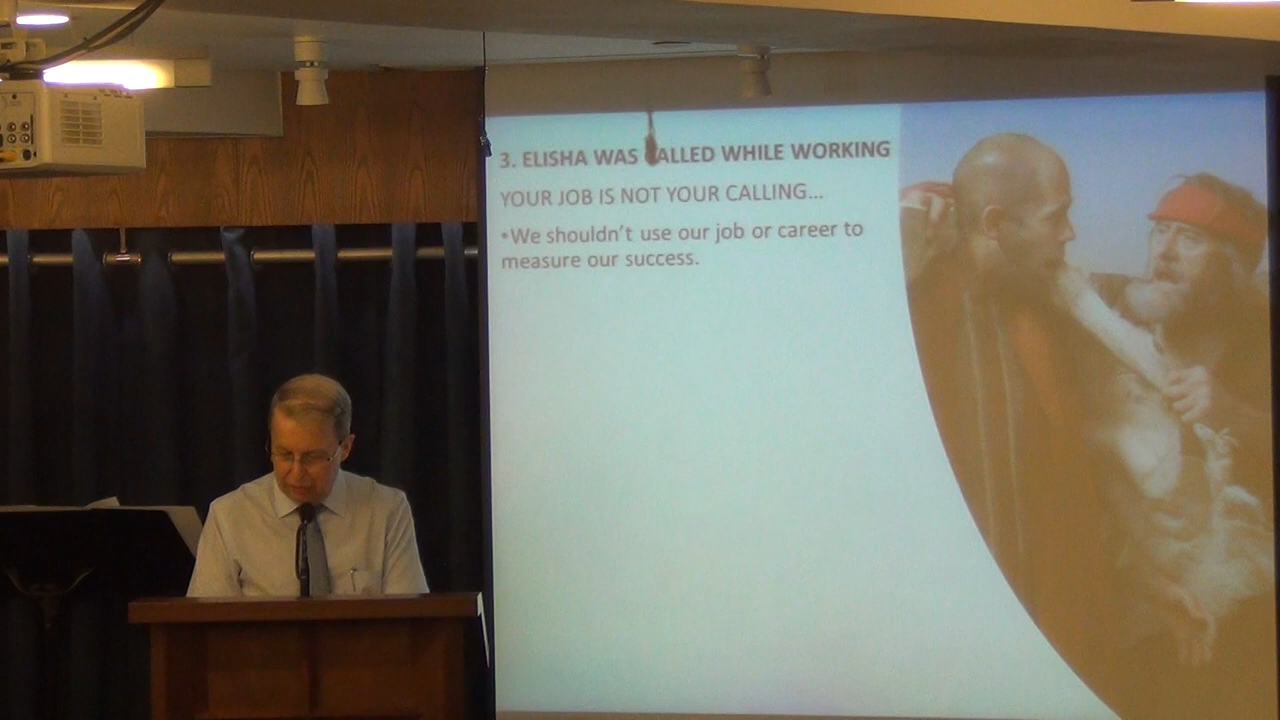 3. ELISHA WAS CALLED WHILE WORKING
YOUR JOB IS NOT YOUR CALLING...
•We shouldn't use our job or career to
measure our success.